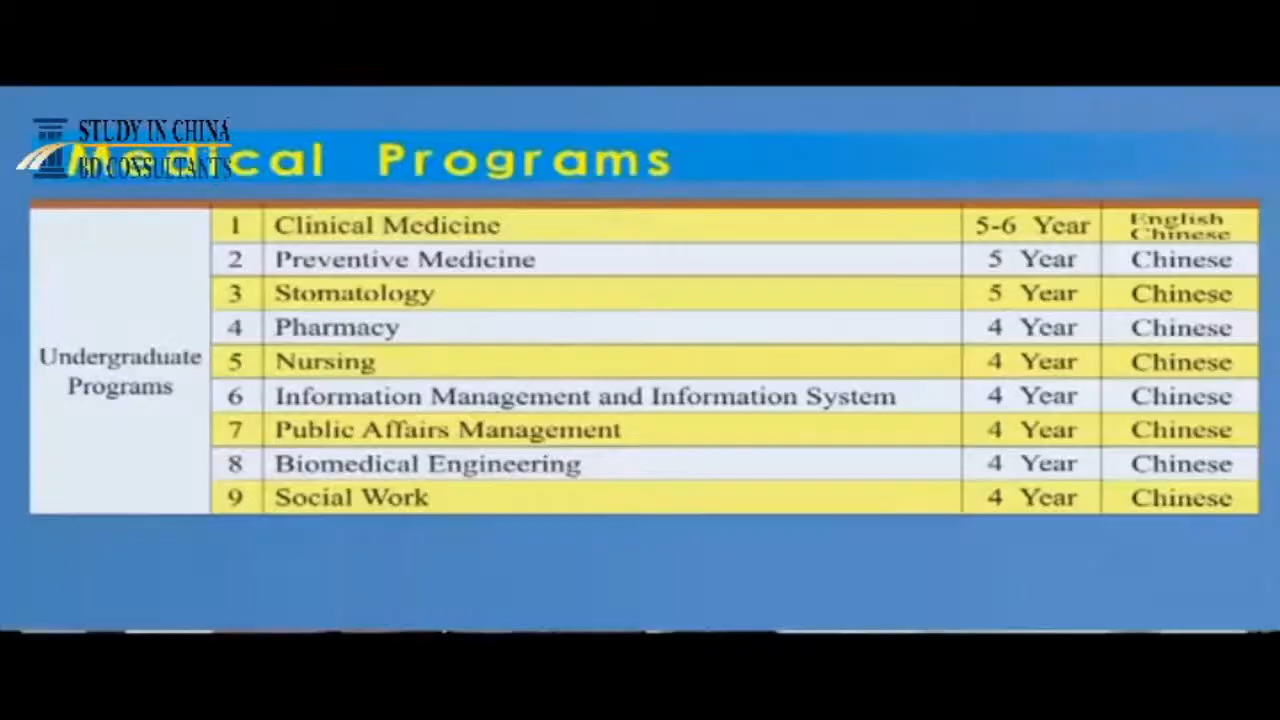 STUDY IN CHINA
BD CONSULTANTS
Medical Programs
Undergraduate Programs
1 Clinical Medicine 5-6 Year English Chinese
2 Preventive Medicine 5 Year Chinese
3 Stomatology 5 Year Chinese
4 Pharmacy 4 Year Chinese
5 Nursing 4 Year Chinese
6 Information Management and Information System 4 Year Chinese
7 Public Affairs Management 4 Year Chinese
8 Biomedical Engineering 4 Year Chinese
9 Social Work 4 Year Chinese